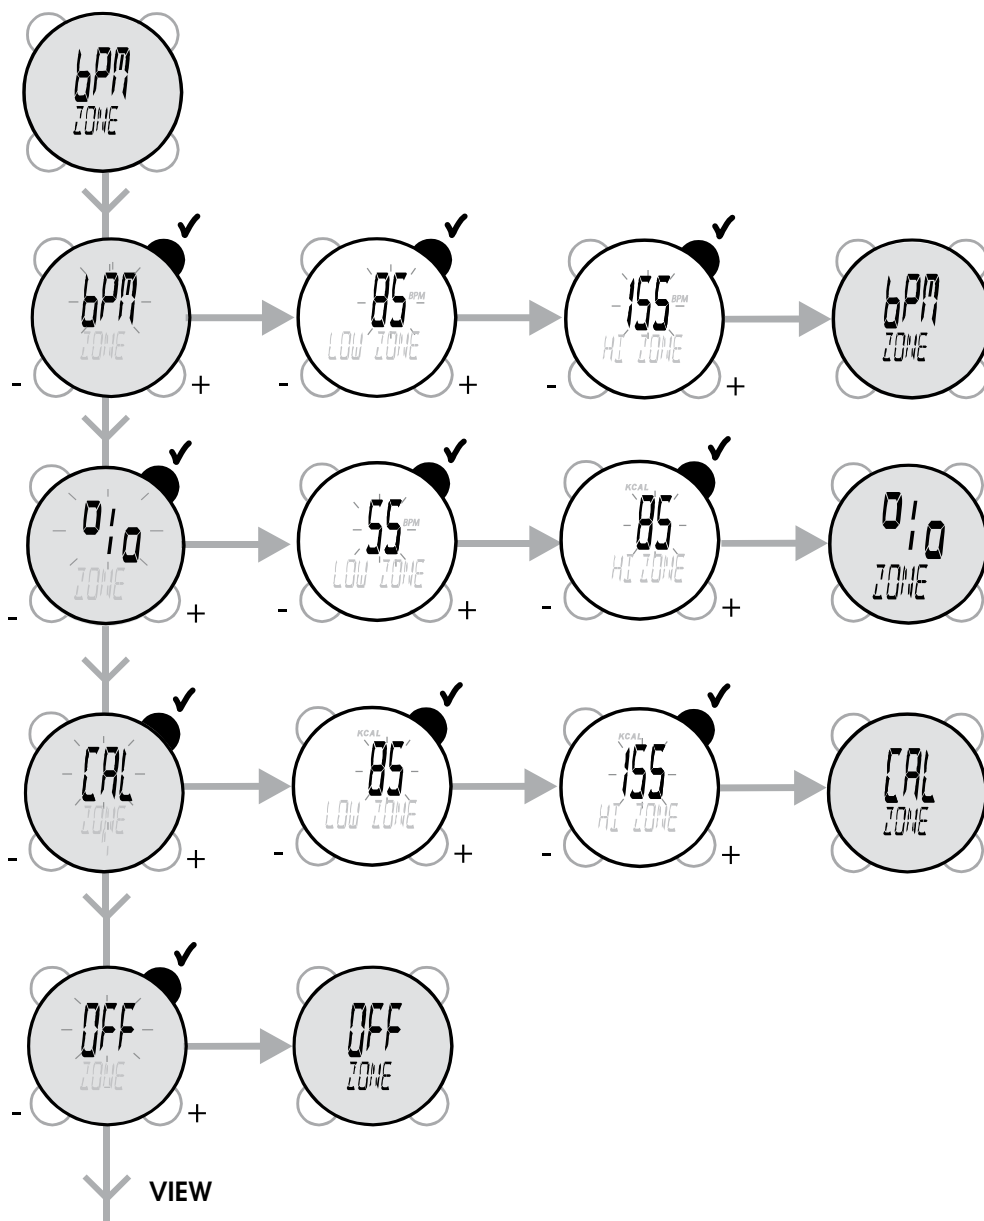 bPM
ZONE
bPM
ZONE
- +
85 BPM
LOW ZONE
- +
155 BPM
HI ZONE
- +
bPM
ZONE
%
ZONE
- +
55 BPM
LOW ZONE
- +
KCAL
85
HI ZONE
- +
%
ZONE
CAL
ZONE
- +
KCAL
85
LOW ZONE
- +
KCAL
155
HI ZONE
- +
CAL
ZONE
OFF
ZONE
- +
OFF
ZONE
VIEW